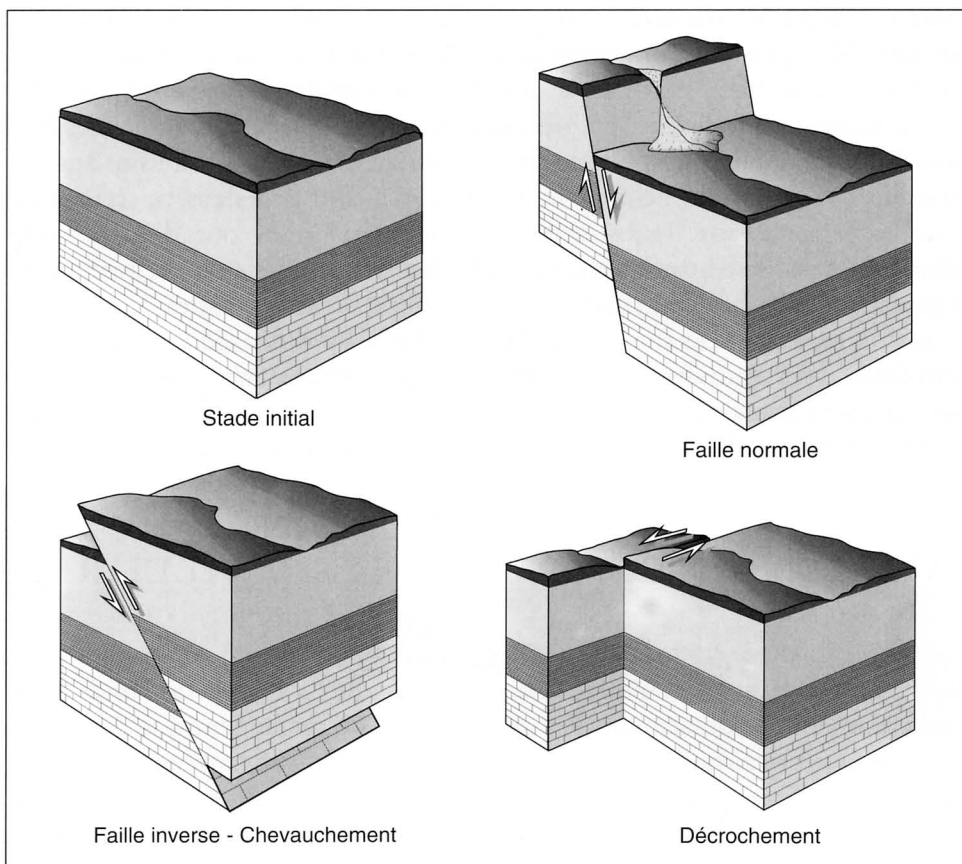 Stade initial
Faille normale
Faille inverse - Chevauchement
Décrochement